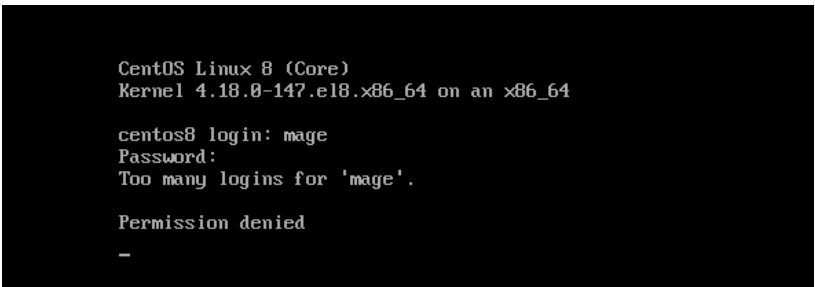 CentOS Linux 8 (Core)
Kernel 4.18.0-147.el8.x86_64 on an x86_64
centos8 login: mage
Password:
Too many logins for 'mage'.
Permission denied